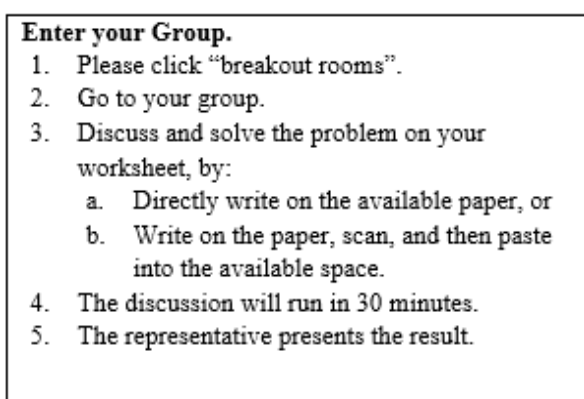 Enter your Group.
1. Please click “breakout rooms”.
2. Go to your group.
3. Discuss and solve the problem on your
worksheet, by:
a. Directly write on the available paper, or
b. Write on the paper, scan, and then paste
into the available space.
4. The discussion will run in 30 minutes.
5. The representative presents the result.